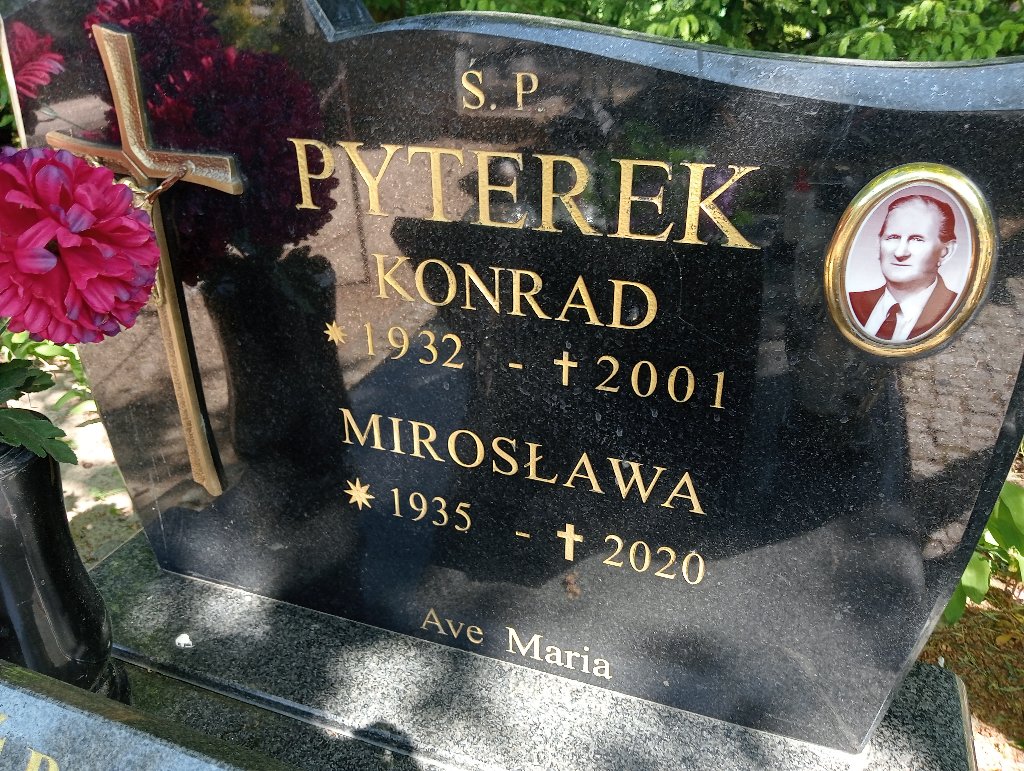 Ś. P.
PYTEREK
KONRAD
* 1932 - ✝ 2001
MIROSŁAWA
* 1935 - ✝ 2020
Ave Maria